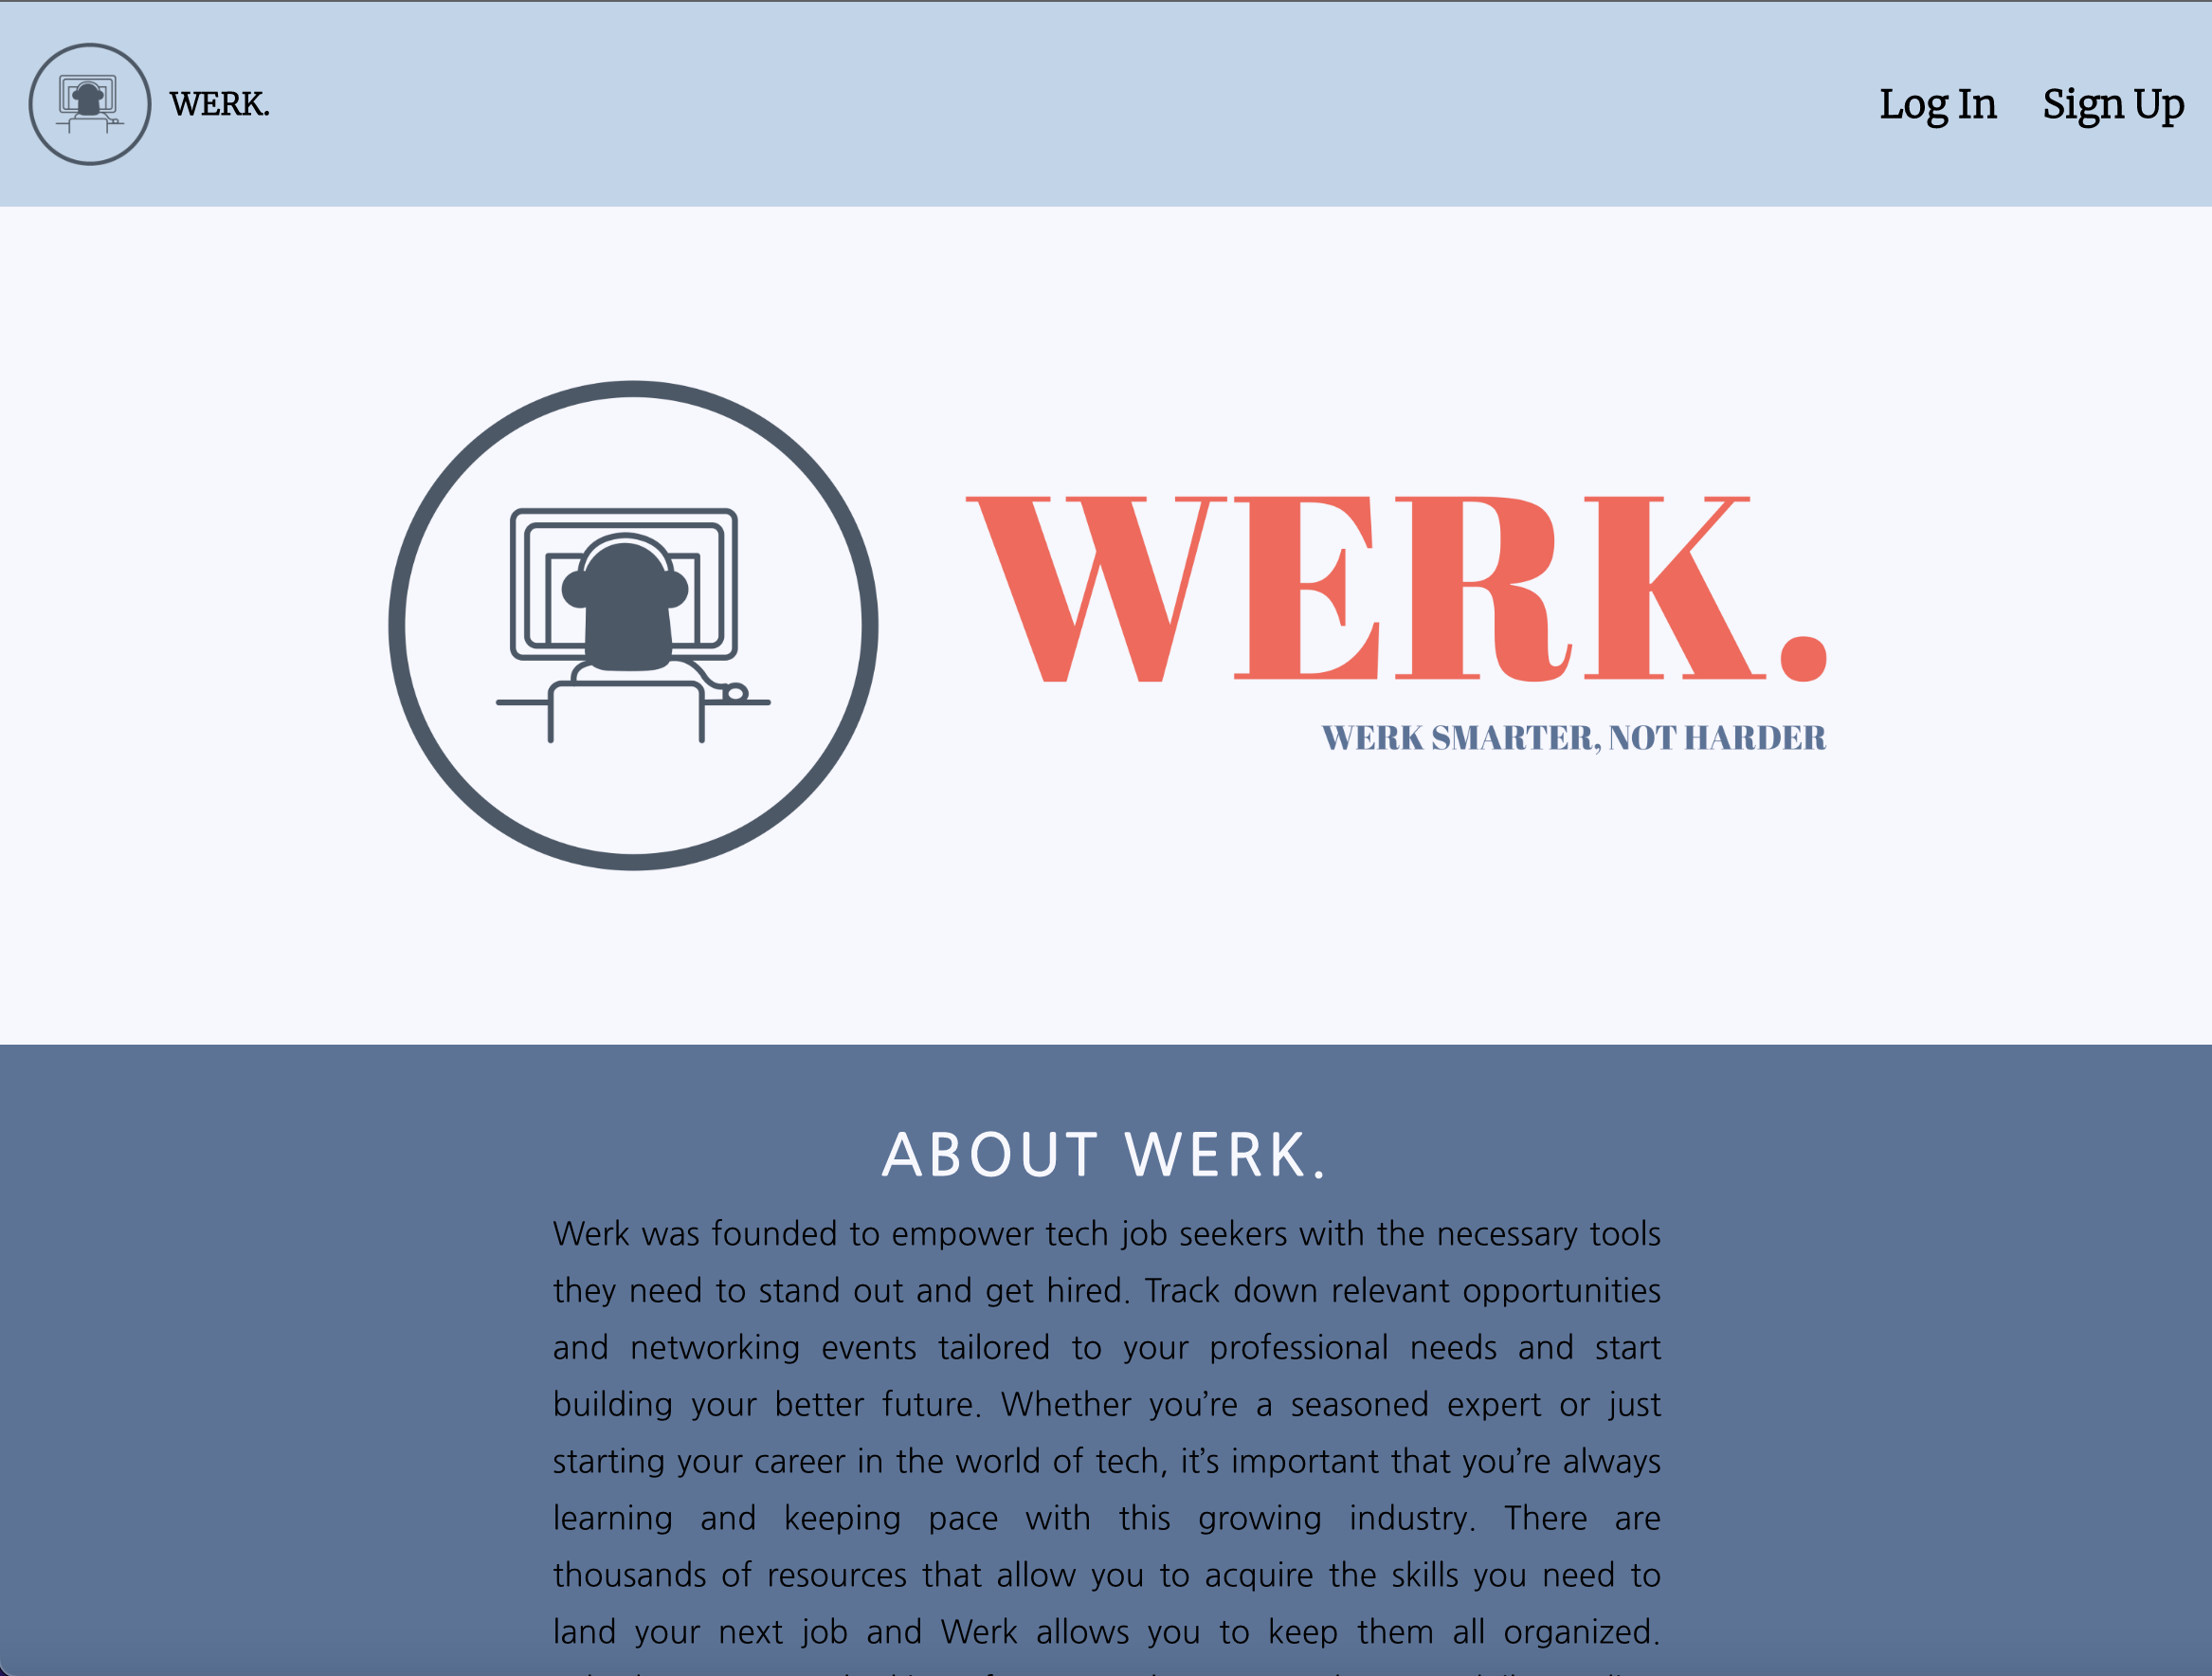 WERK.
Log In
Sign Up
WERK.
WERK SMARTER, NOT HARDER
ABOUT WERK.
Werk was founded to empower tech job seekers with the necessary tools
they need to stand out and get hired. Track down relevant opportunities
and networking events tailored to your professional needs and start
building your better future. Whether you’re a seasoned expert or just
starting your career in the world of tech, it’s important that you’re always
learning and keeping pace with this growing industry. There are
thousands of resources that allow you to acquire the skills you need to
land your next job and Werk allows you to keep them all organized.